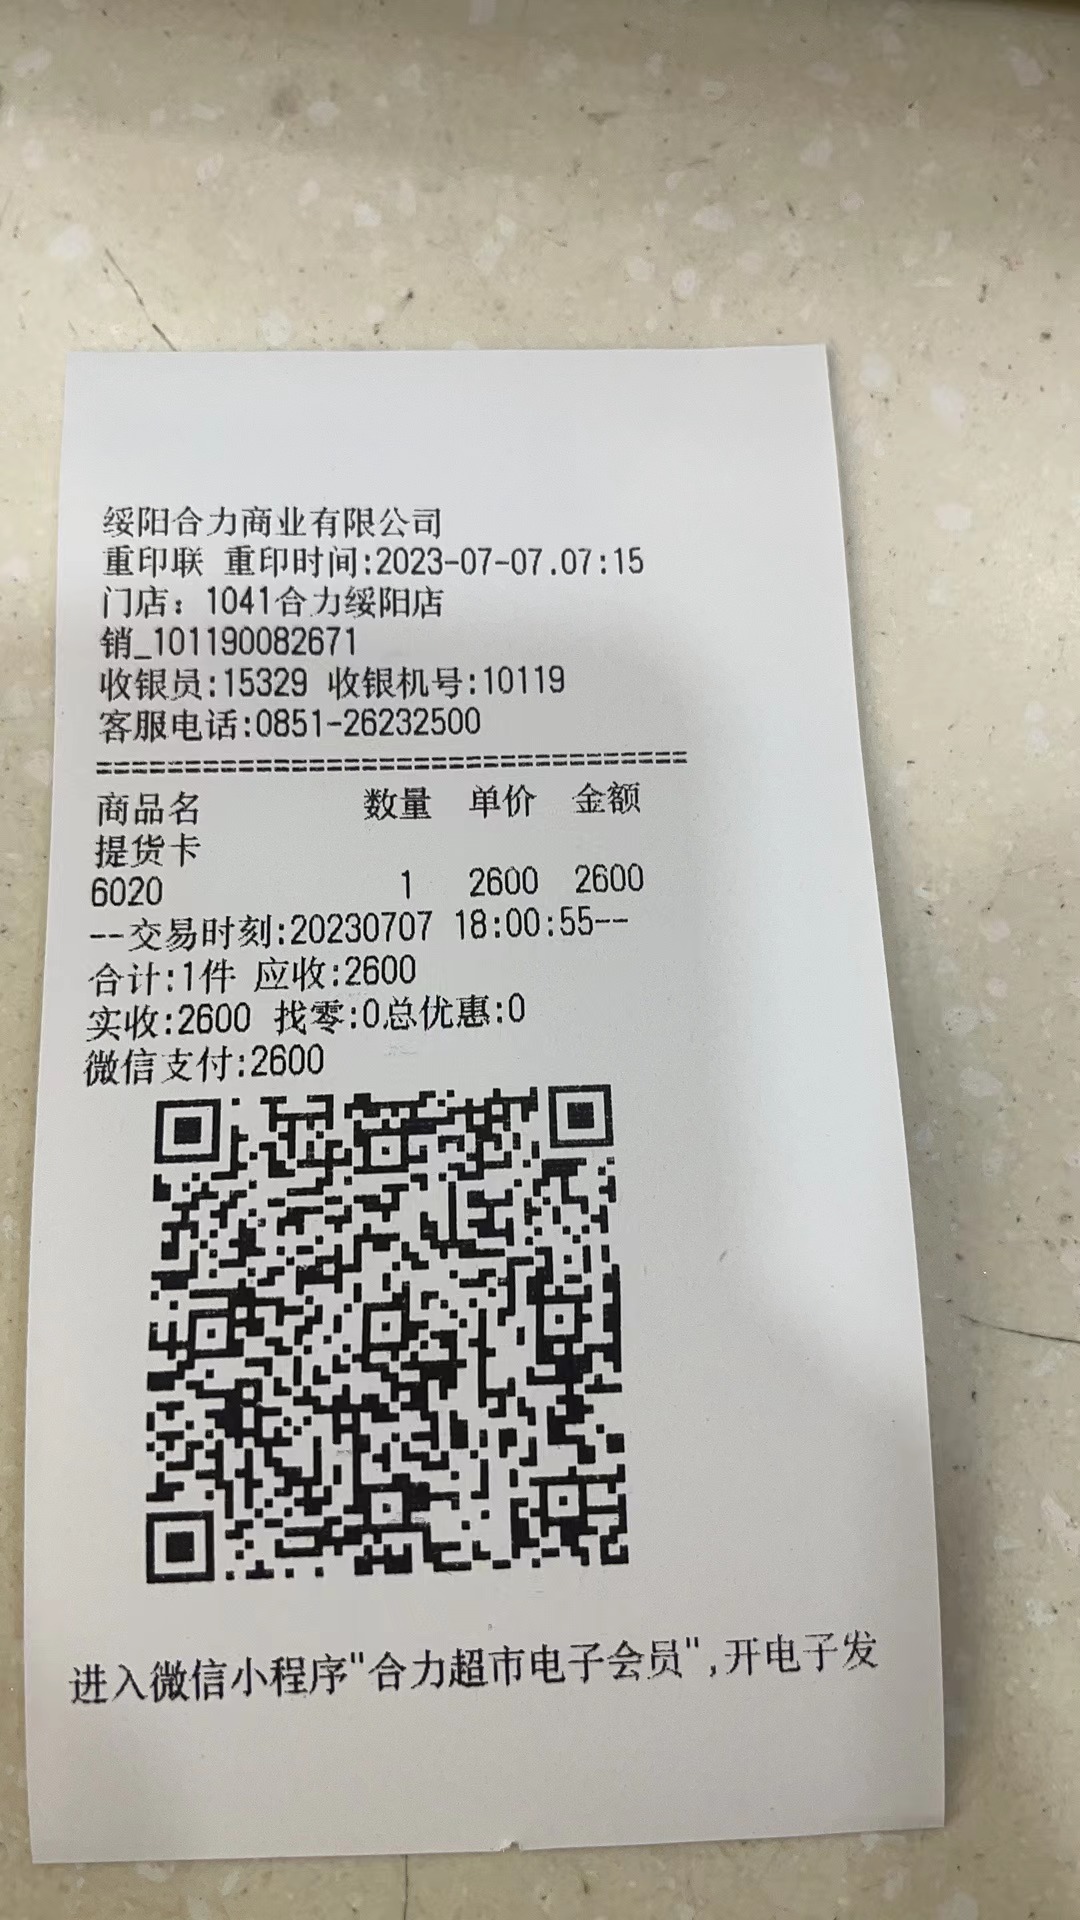 绥阳合力商业有限公司
重印联 重印时间:2023-07-07.07:15
门店：1041合力绥阳店
销_101190082671
收银员:15329 收银机号:10119
客服电话:0851-26232500
=================================
商品名 数量 单价 金额
提货卡
6020 1 2600 2600
--交易时刻:20230707 18:00:55--
合计:1件 应收:2600
实收:2600 找零:0总优惠:0
微信支付:2600
进入微信小程序"合力超市电子会员",开电子发